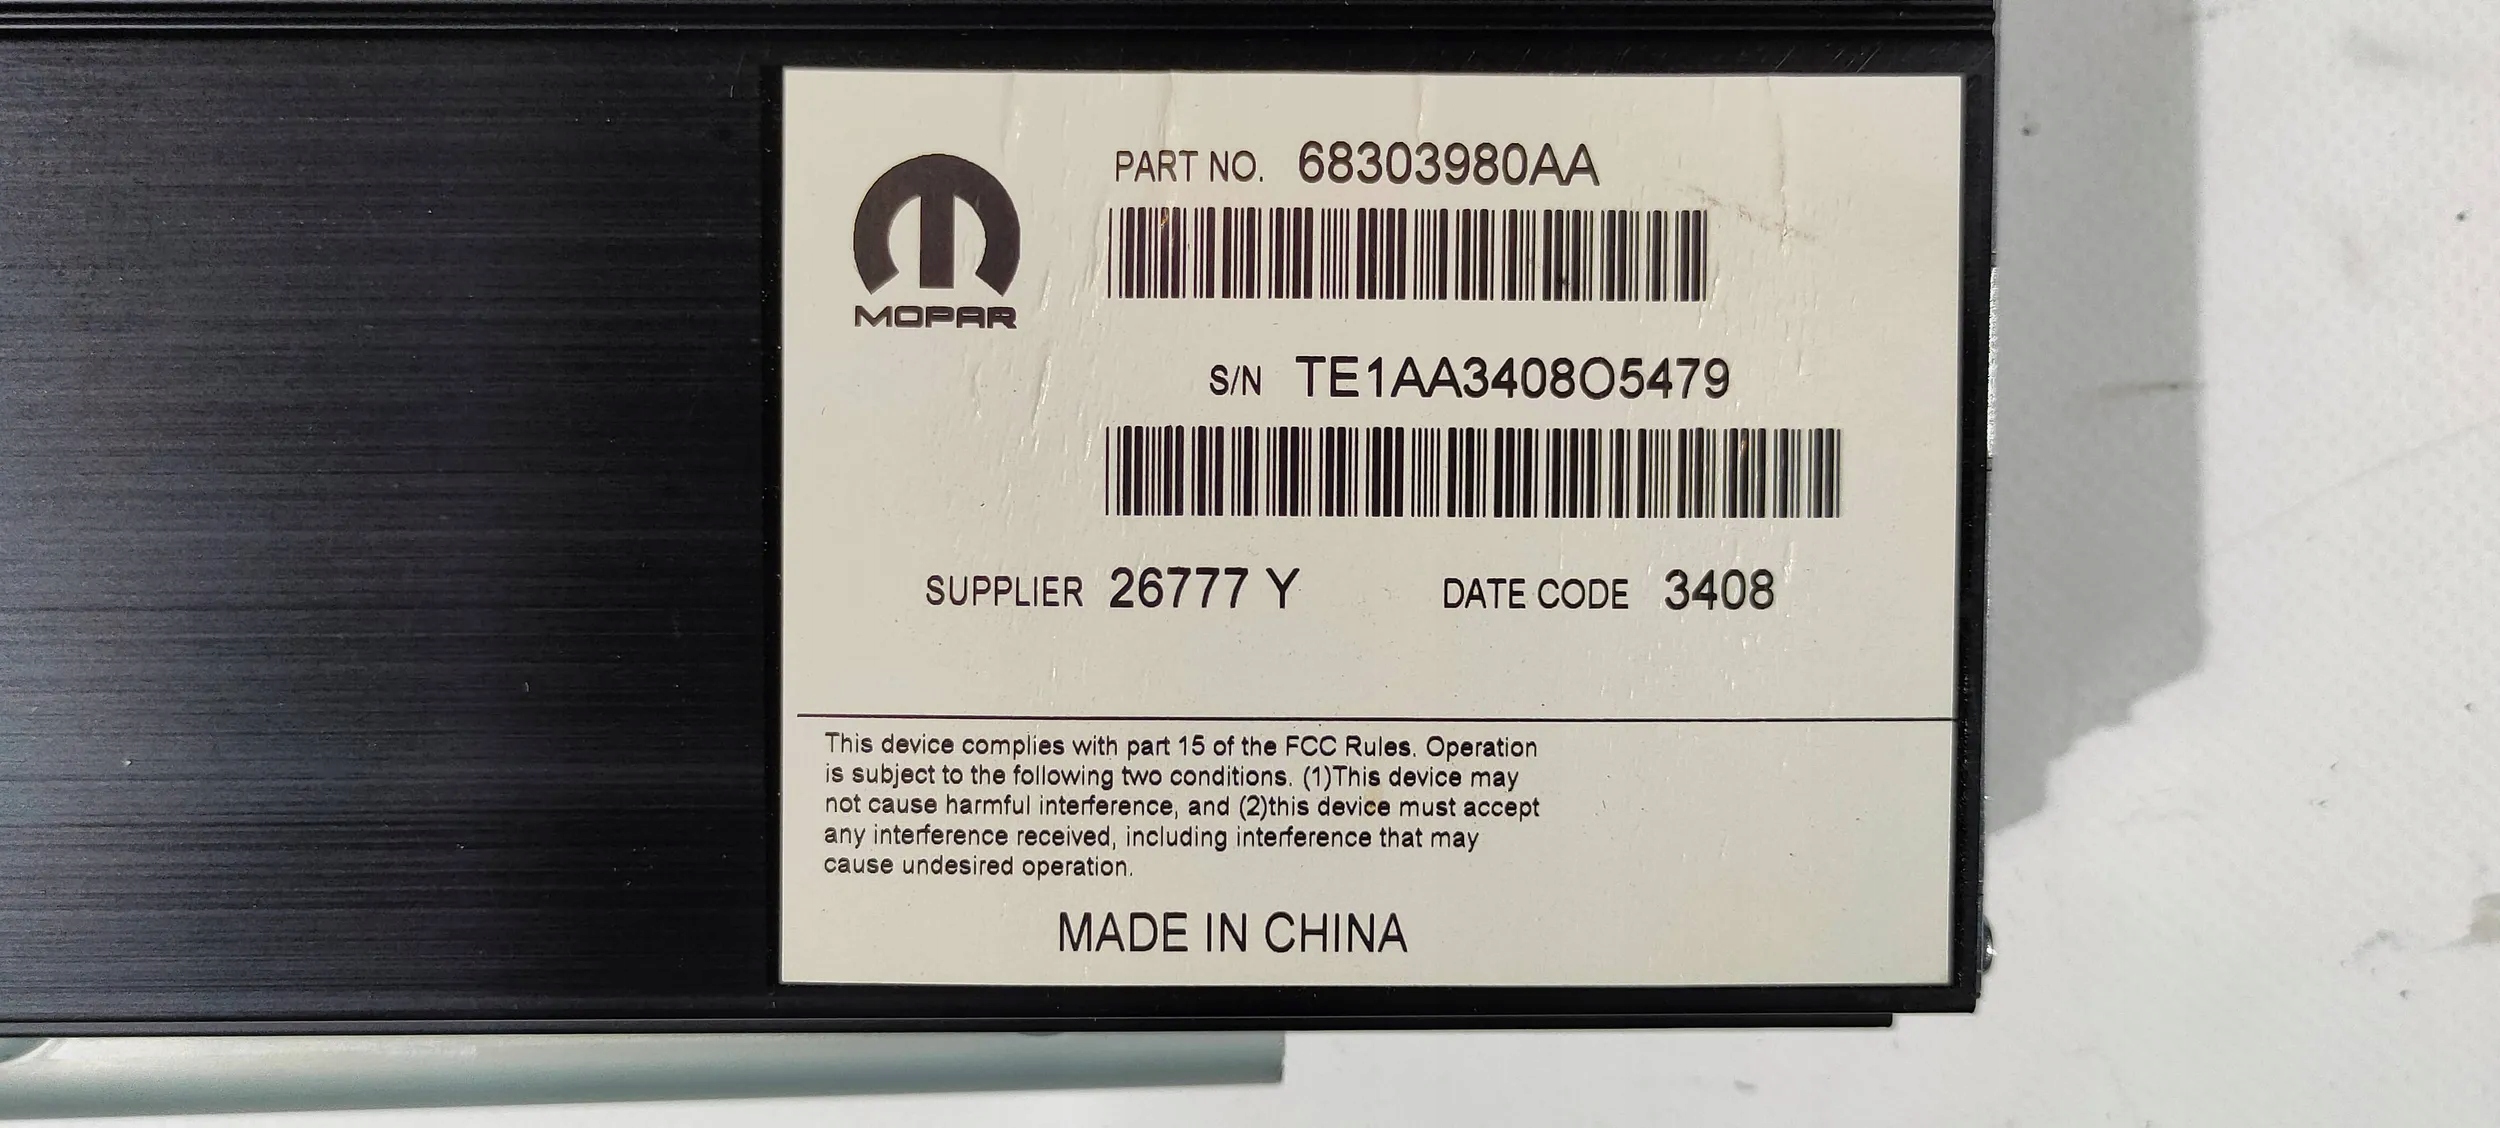 PART NO. 68303980AA
MOPAR
S/N TE1AA3408O5479
SUPPLIER 26777 Y DATE CODE 3408
This device complies with part 15 of the FCC Rules. Operation
is subject to the following two conditions. (1)This device may
not cause harmful interference, and (2)this device must accept
any interference received, including interference that may
cause undesired operation.
MADE IN CHINA